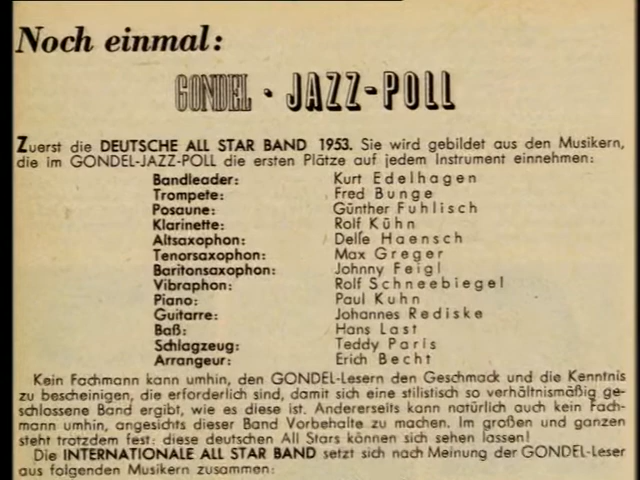 Noch einmal:
GONDEL · JAZZ-POLL
Zuerst die DEUTSCHE ALL STAR BAND 1953. Sie wird gebildet aus den Musikern,
die im GONDEL-JAZZ-POLL die ersten Plätze auf jedem Instrument einnehmen:
Bandleader: Kurt Edelhagen
Trompete: Fred Bunge
Posaune: Günther Fuhlisch
Klarinette: Rolf Kühn
Altsaxophon: Delle Haensch
Tenorsaxophon: Max Greger
Baritonsaxophon: Johnny Feigl
Vibraphon: Rolf Schneebiegel
Piano: Paul Kuhn
Guitarre: Johannes Rediske
Baß: Hans Last
Schlagzeug: Teddy Paris
Arrangeur: Erich Becht
Kein Fachmann kann umhin, den GONDEL-Lesern den Geschmack und die Kenntnis
zu bescheinigen, die erforderlich sind, damit sich eine stilistisch so verhältnismäßig ge-
schlossene Band ergibt, wie es diese ist. Andererseits kann natürlich auch kein Fach-
mann umhin, angesichts dieser Band Vorbehalte zu machen. Im großen und ganzen
steht trotzdem fest: diese deutschen All Stars können sich sehen lassen!
Die INTERNATIONALE ALL STAR BAND setzt sich nach Meinung der GONDEL-Leser
aus folgenden Musikern zusammen: